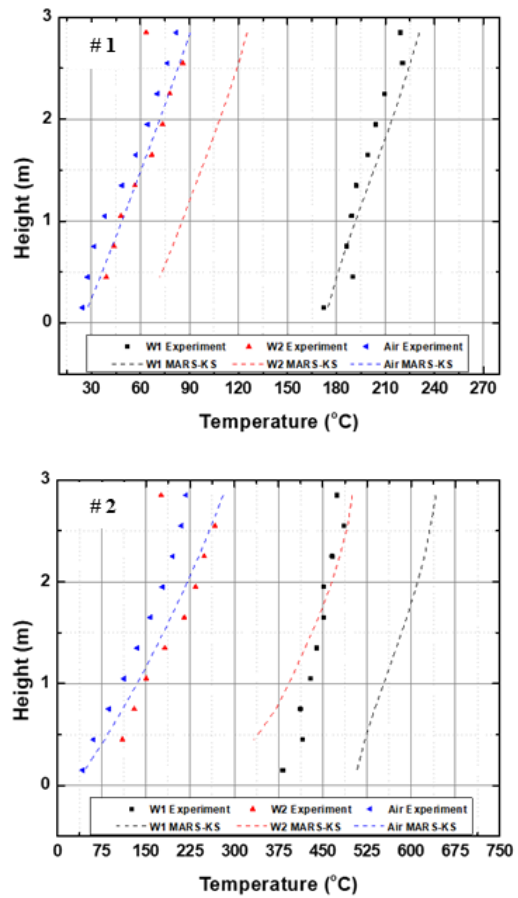 #1
3
2
1
0
Height (m)
W1 Experiment W2 Experiment Air Experiment
W1 MARS-KS W2 MARS-KS Air MARS-KS
30 60 90 120 150 180 210 240 270
Temperature (°C)
#2
3
2
1
0
Height (m)
W1 Experiment W2 Experiment Air Experiment
W1 MARS-KS W2 MARS-KS Air MARS-KS
0 75 150 225 300 375 450 525 600 675 750
Temperature (°C)